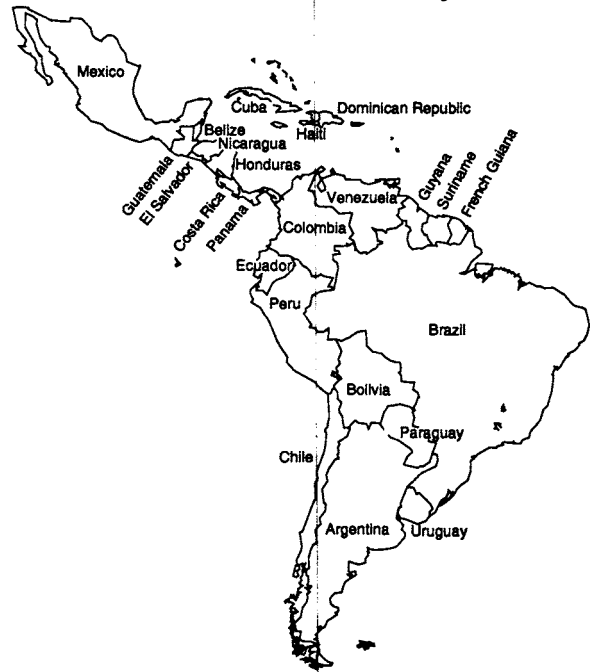 Mexico
Cuba
Dominican Republic
Haiti
Belize
Nicaragua
Honduras
Guatemala
El Salvador
Costa Rica
Panama
Guyana
Suriname
French Guiana
Venezuela
Colombia
Ecuador
Peru
Brazil
Bolivia
Paraguay
Chile
Argentina
Uruguay